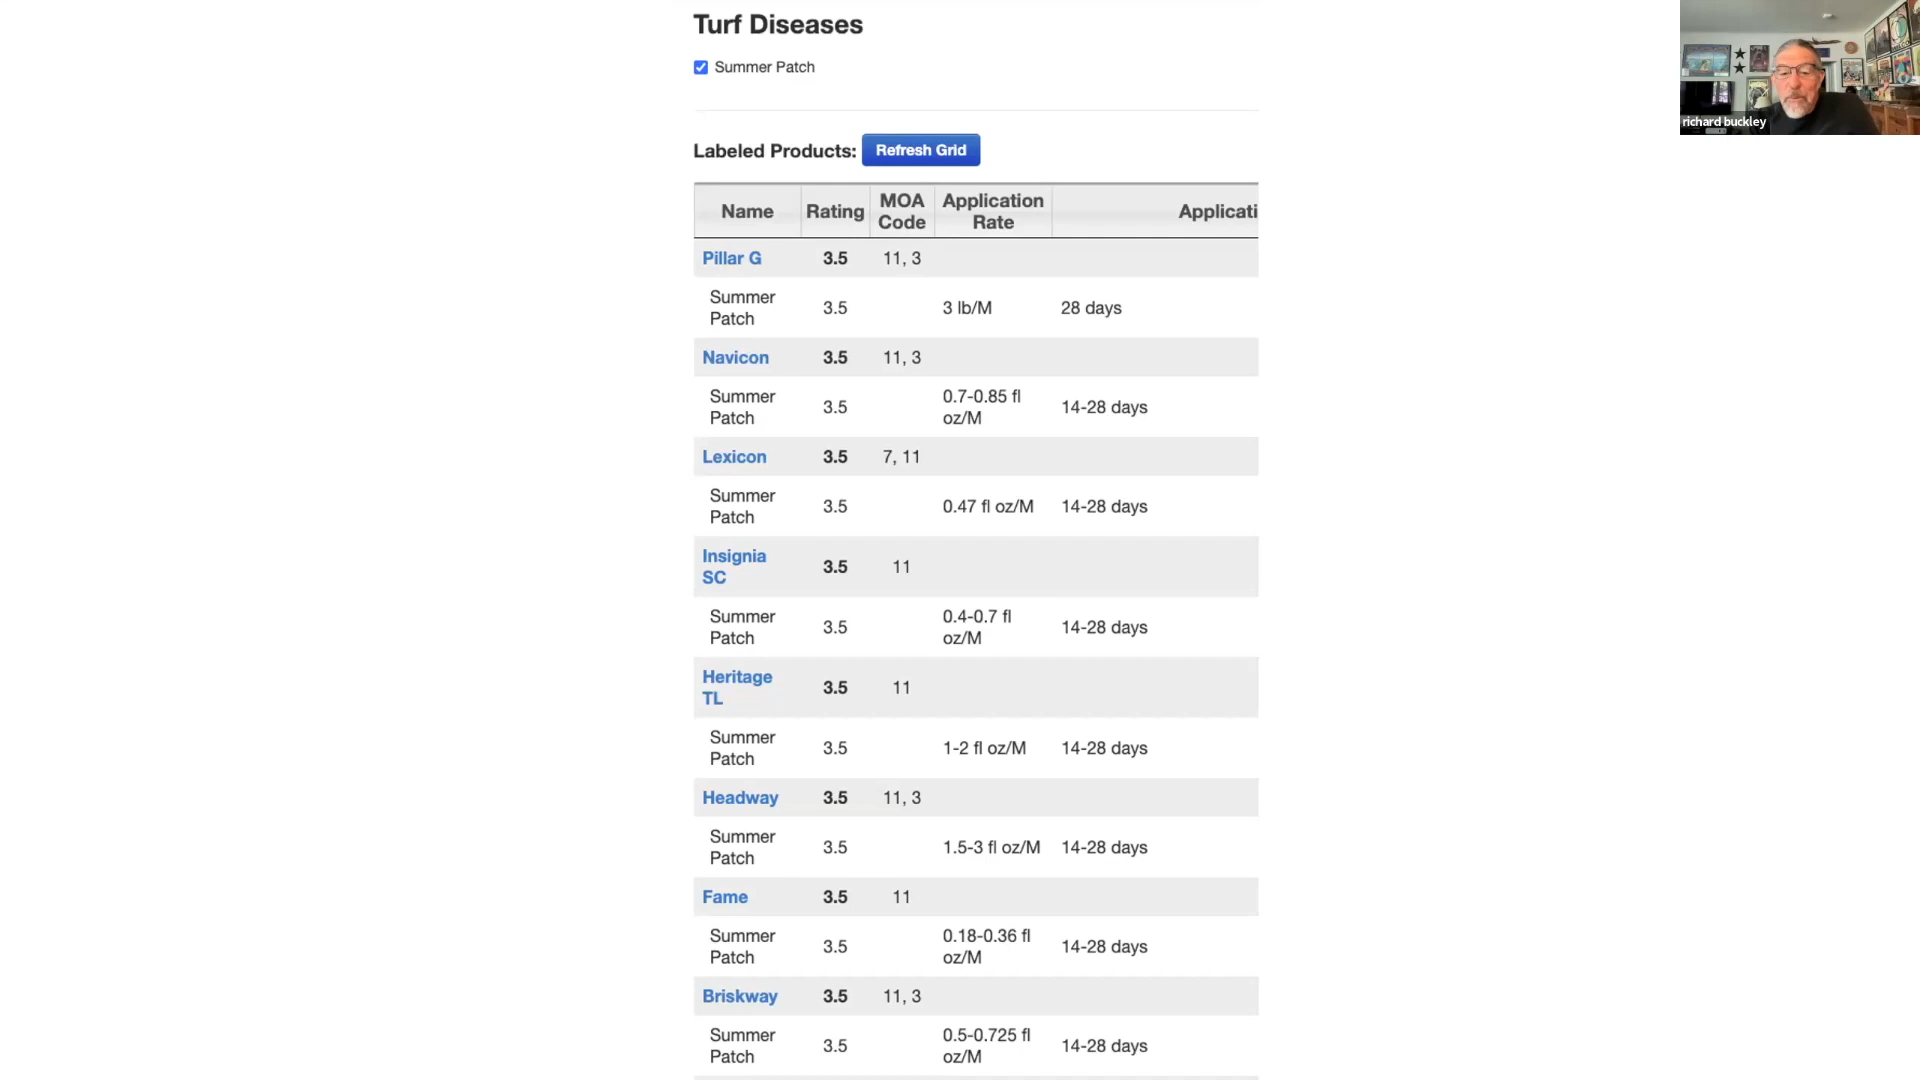 Turf Diseases
Summer Patch
richard buckley
Labeled Products: Refresh Grid
Name Rating MOA Code Application Rate Applicati
Pillar G 3.5 11, 3
Summer Patch 3.5 3 lb/M 28 days
Navicon 3.5 11, 3
Summer Patch 3.5 0.7-0.85 fl oz/M 14-28 days
Lexicon 3.5 7, 11
Summer Patch 3.5 0.47 fl oz/M 14-28 days
Insignia SC 3.5 11
Summer Patch 3.5 0.4-0.7 fl oz/M 14-28 days
Heritage TL 3.5 11
Summer Patch 3.5 1-2 fl oz/M 14-28 days
Headway 3.5 11, 3
Summer Patch 3.5 1.5-3 fl oz/M 14-28 days
Fame 3.5 11
Summer Patch 3.5 0.18-0.36 fl oz/M 14-28 days
Briskway 3.5 11, 3
Summer Patch 3.5 0.5-0.725 fl oz/M 14-28 days